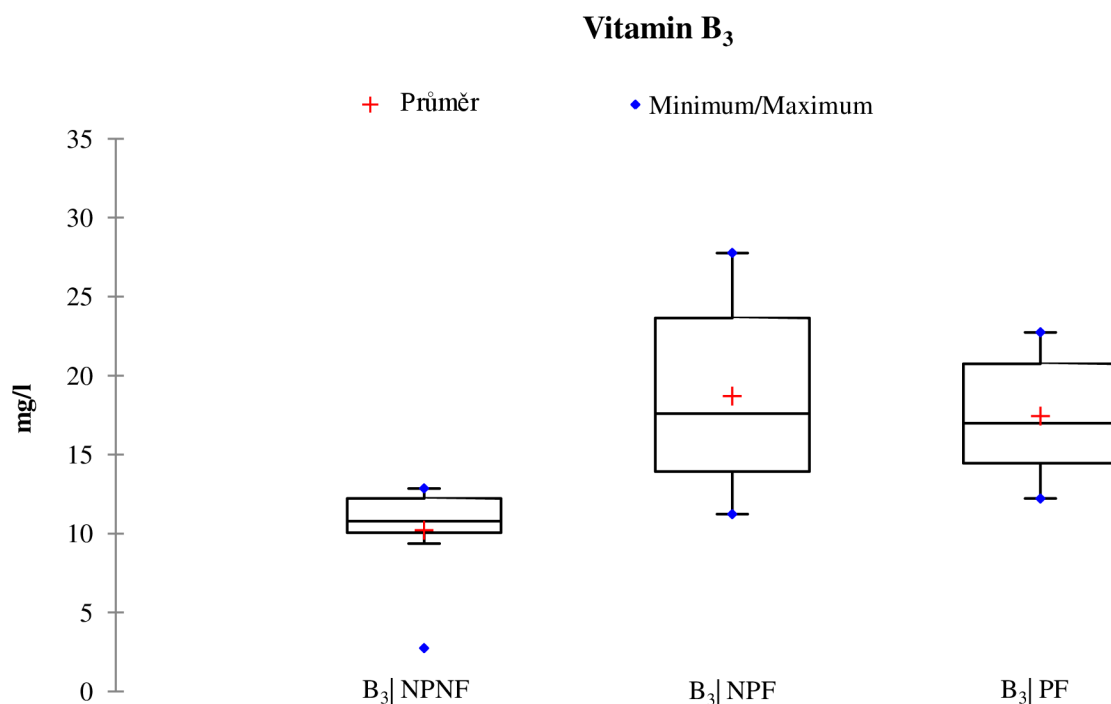 Vitamin B₃
Průměr
Minimum/Maximum
35
30
25
20
15
10
5
0
mg/l
B₃| NPNF
B₃| NPF
B₃| PF